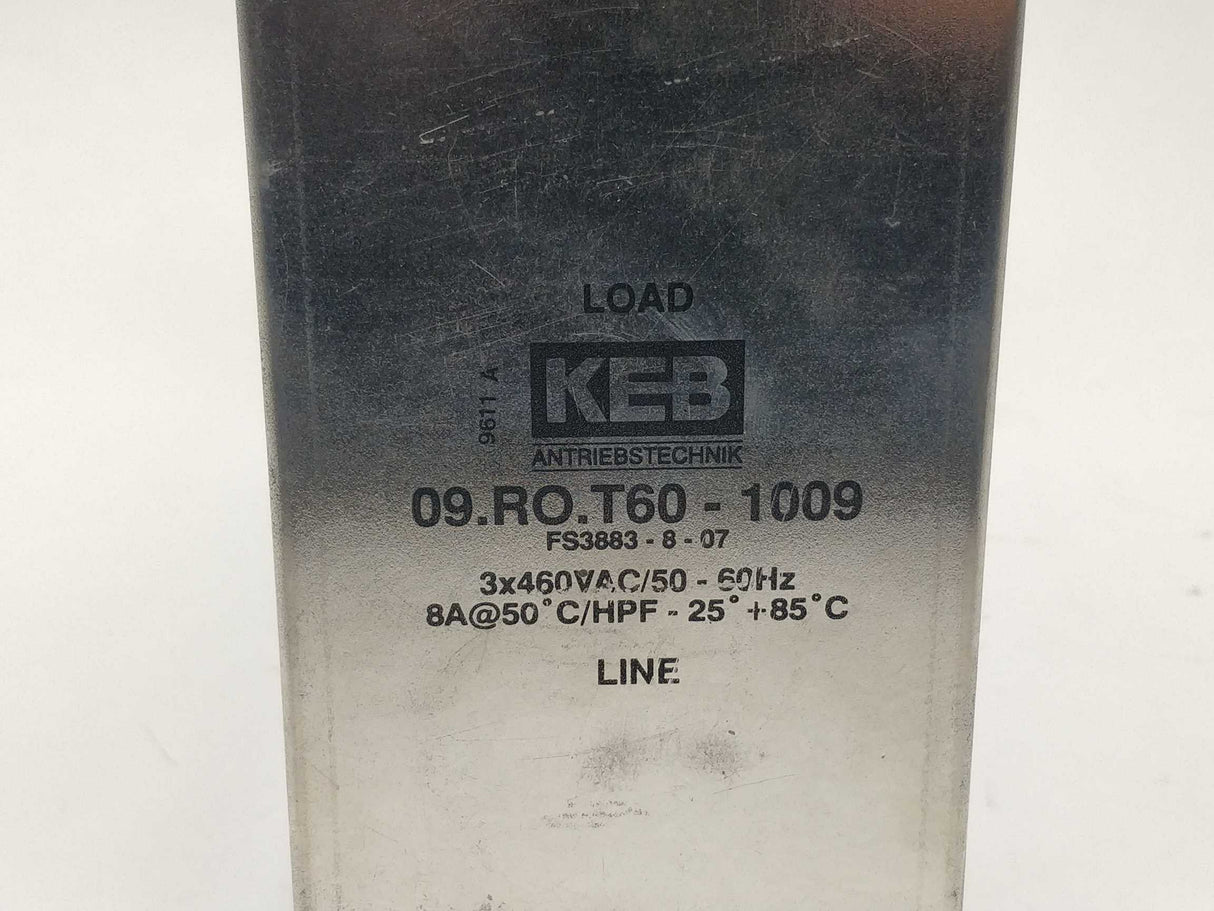 LOAD
9611 A
KEB
ANTRIEBSTECHNIK
09.RO.T60 - 1009
FS3883 - 8 - 07
3x460VAC/50 - 60Hz
8A@50°C/HPF - 25° +85°C
LINE